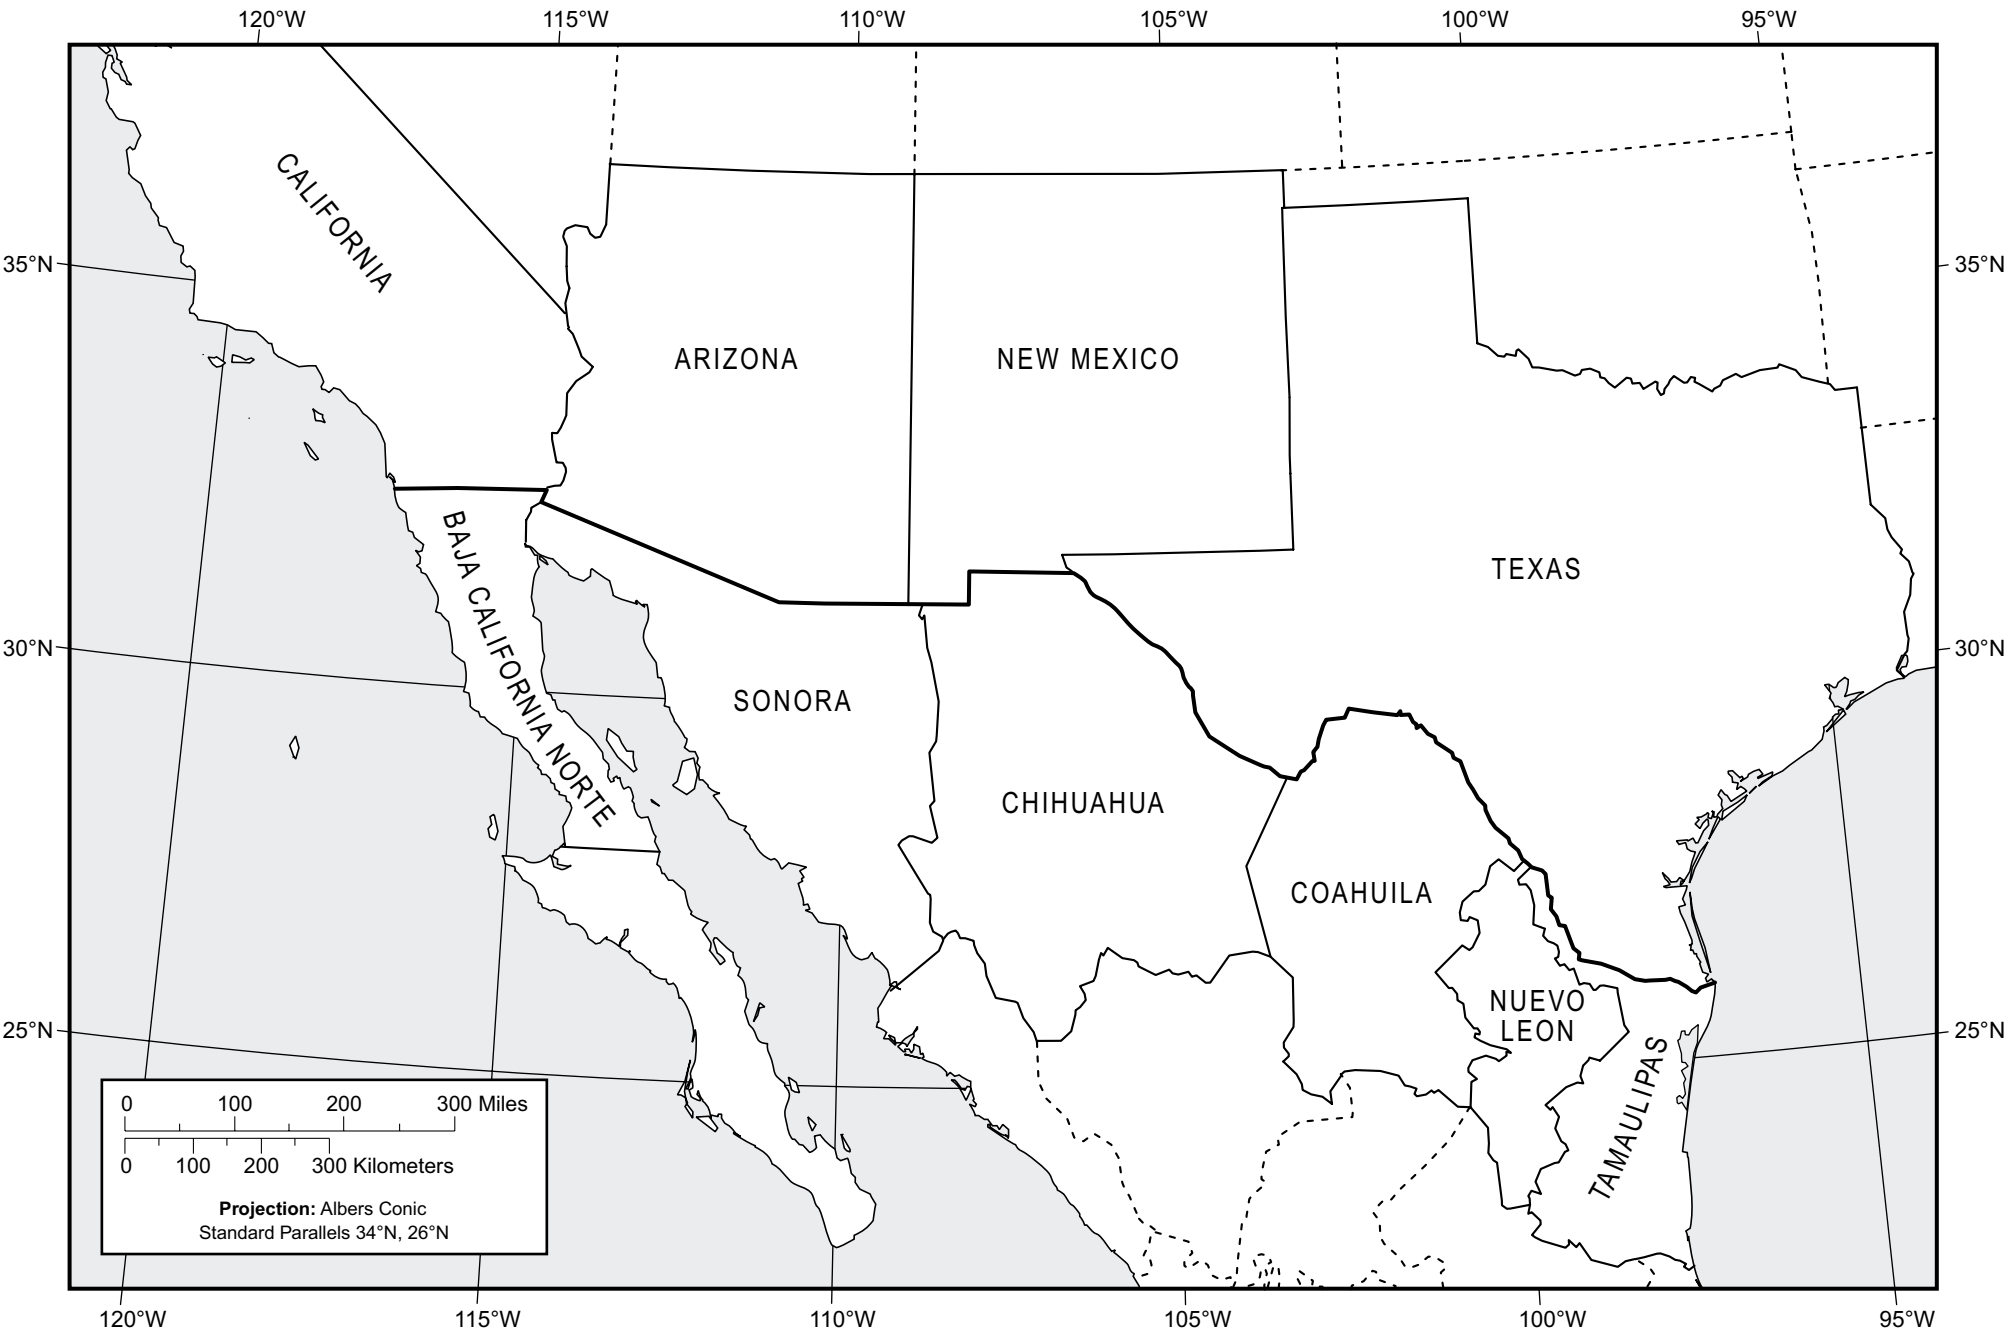 120°W 115°W 110°W 105°W 100°W 95°W
CALIFORNIA
35°N 35°N
ARIZONA NEW MEXICO
TEXAS
BAJA CALIFORNIA NORTE
30°N 30°N
SONORA
CHIHUAHUA
COAHUILA
NUEVO
LEON
25°N 25°N
TAMAULIPAS
0 100 200 300 Miles
0 100 200 300 Kilometers
Projection: Albers Conic
Standard Parallels 34°N, 26°N
120°W 115°W 110°W 105°W 100°W 95°W